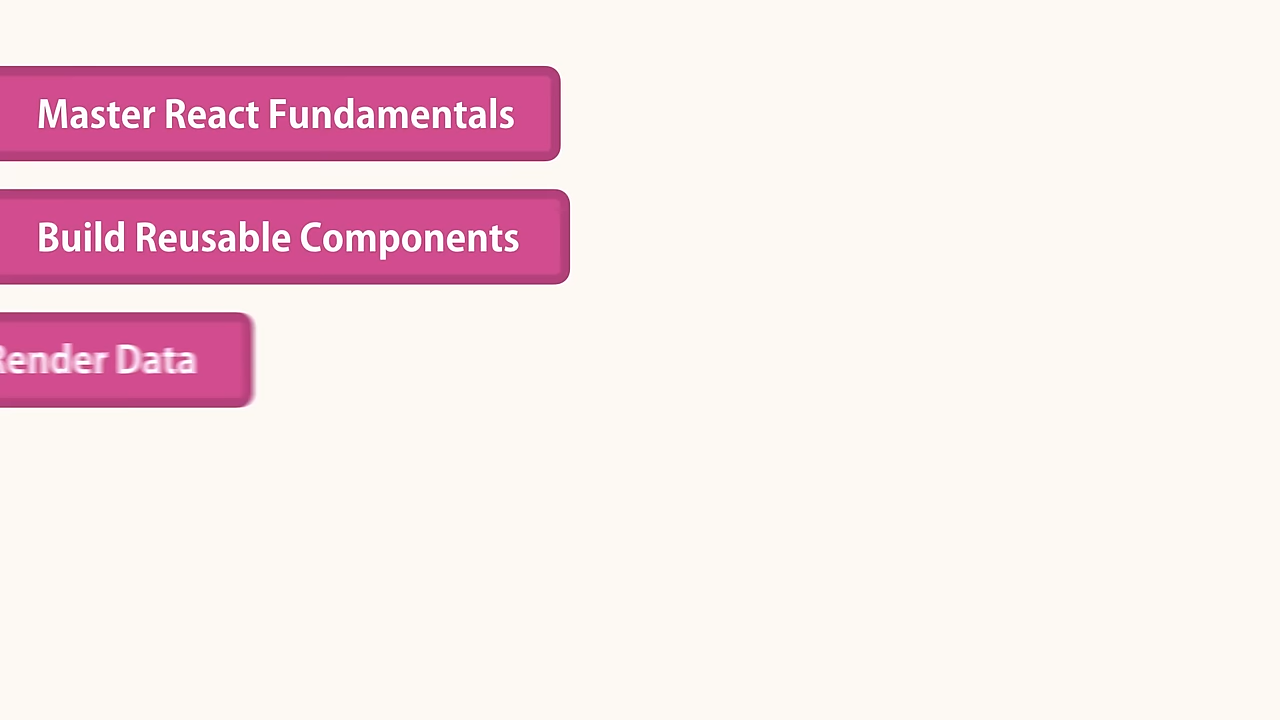 Master React Fundamentals
Build Reusable Components
Render Data